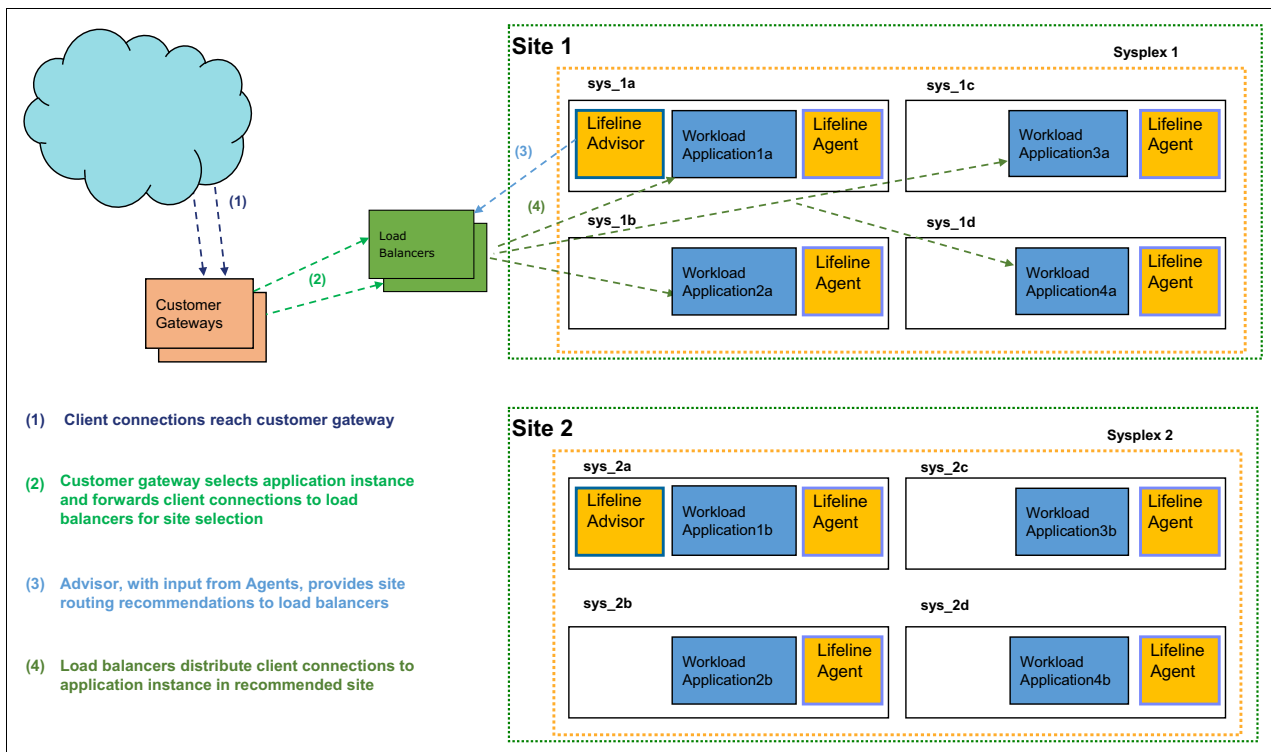 Site 1
Sysplex 1
sys_1a
sys_1c
Lifeline
Advisor
Workload
Application1a
Lifeline
Agent
Workload
Application3a
Lifeline
Agent
(3)
(1)
(4)
sys_1b
sys_1d
Load
Balancers
Workload
Application2a
Lifeline
Agent
Workload
Application4a
Lifeline
Agent
(2)
Customer
Gateways
(1) Client connections reach customer gateway
(2) Customer gateway selects application instance
and forwards client connections to load
balancers for site selection
(3) Advisor, with input from Agents, provides site
routing recommendations to load balancers
(4) Load balancers distribute client connections to
application instance in recommended site
Site 2
Sysplex 2
sys_2a
sys_2c
Lifeline
Advisor
Workload
Application1b
Lifeline
Agent
Workload
Application3b
Lifeline
Agent
sys_2b
sys_2d
Workload
Application2b
Lifeline
Agent
Workload
Application4b
Lifeline
Agent